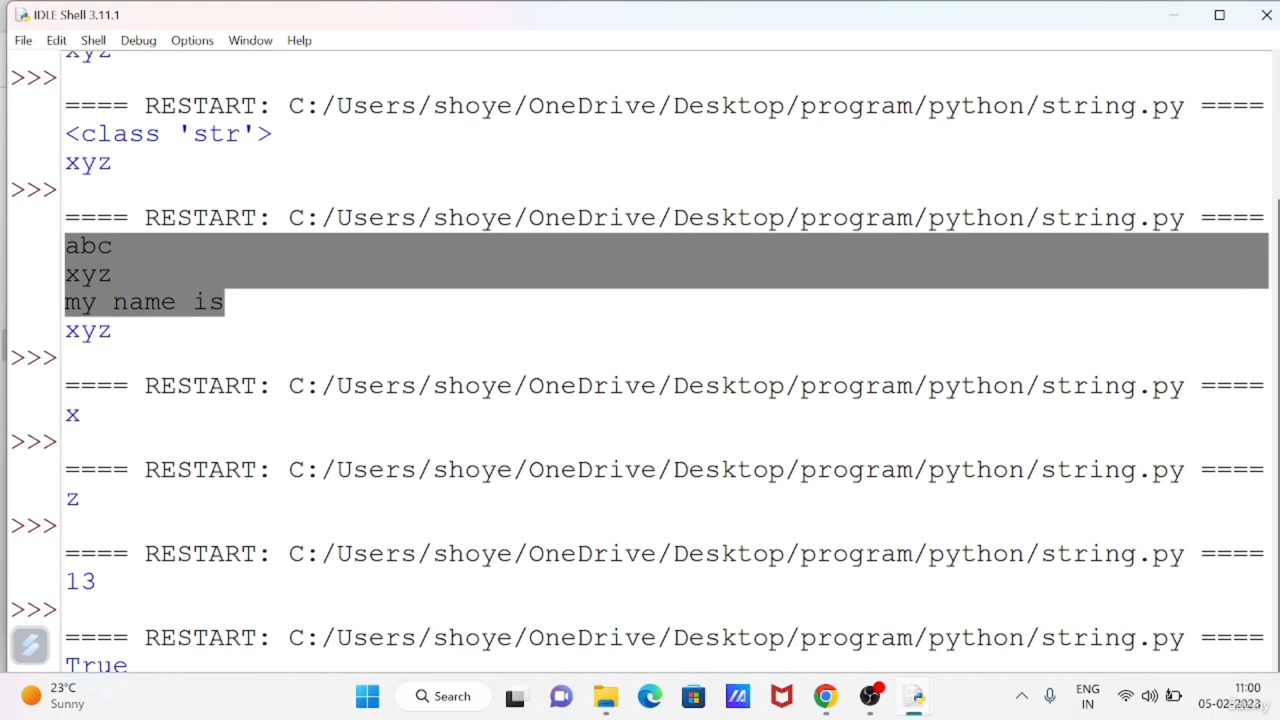 IDLE Shell 3.11.1
File Edit Shell Debug Options Window Help
xyz
>>>
==== RESTART: C:/Users/shoye/OneDrive/Desktop/program/python/string.py ====
<class 'str'>
xyz
>>>
==== RESTART: C:/Users/shoye/OneDrive/Desktop/program/python/string.py ====
abc
xyz
my name is
xyz
>>>
==== RESTART: C:/Users/shoye/OneDrive/Desktop/program/python/string.py ====
x
>>>
==== RESTART: C:/Users/shoye/OneDrive/Desktop/program/python/string.py ====
z
>>>
==== RESTART: C:/Users/shoye/OneDrive/Desktop/program/python/string.py ====
13
>>>
==== RESTART: C:/Users/shoye/OneDrive/Desktop/program/python/string.py ====
True
23°C
Sunny
Search
ENG
IN
11:00
05-02-2023